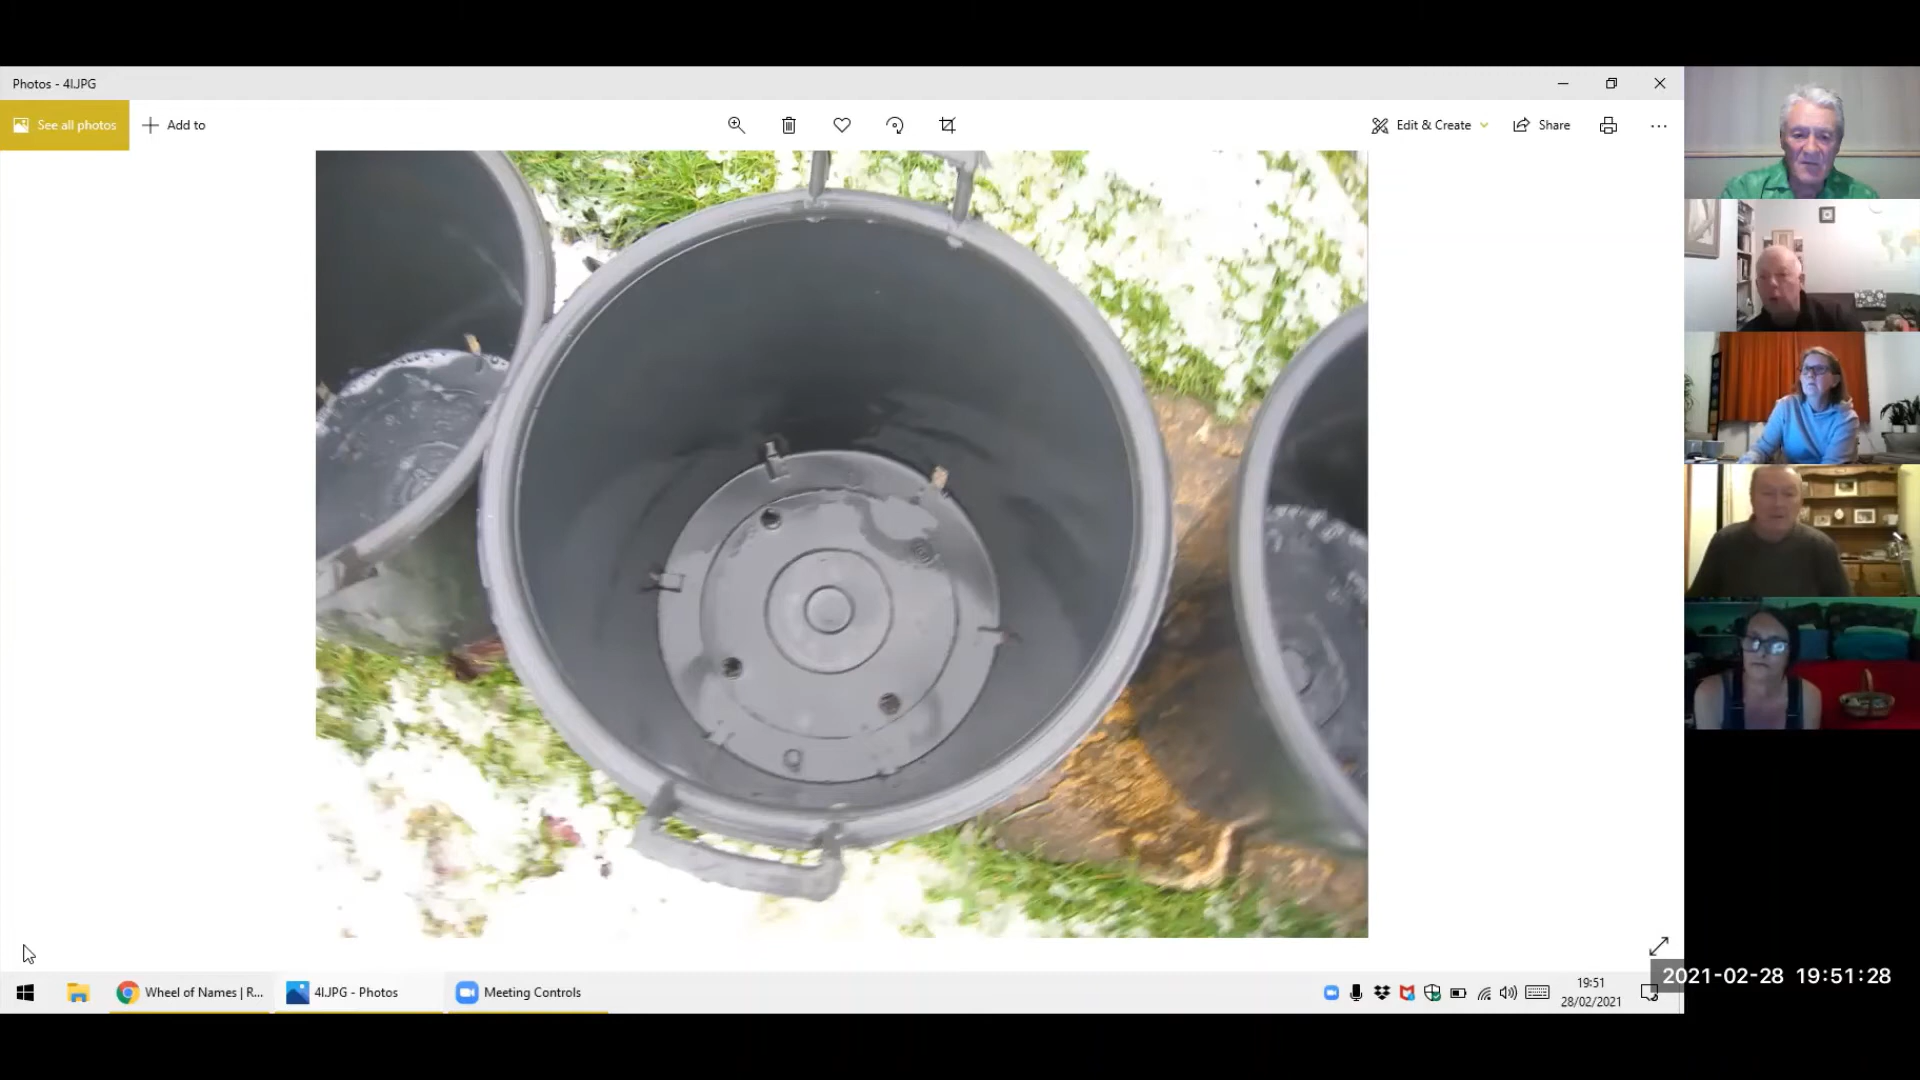 Photos - 4I.JPG
See all photos
Add to
Edit & Create
Share
Wheel of Names | R...
4I.JPG - Photos
Meeting Controls
19:51
28/02/2021
2021-02-28 19:51:28